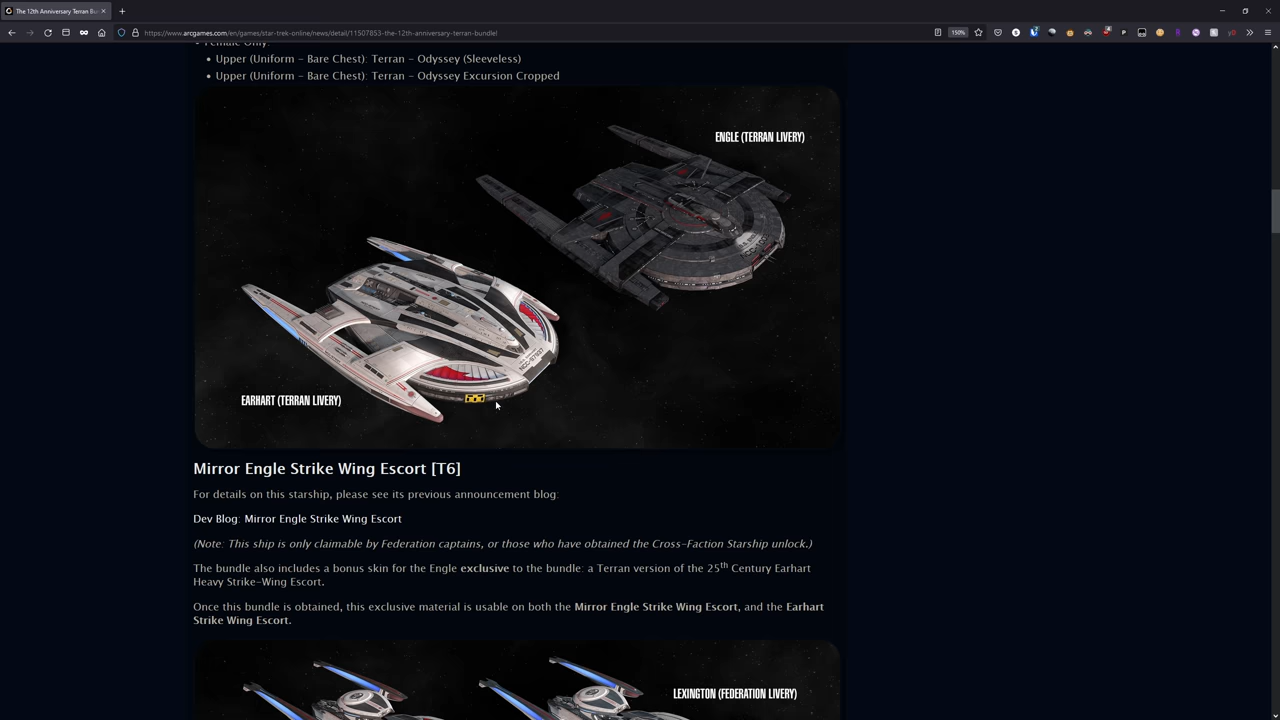 The 12th Anniversary Terran Bu
https://www.arcgames.com/en/games/star-trek-online/news/detail/11507853-the-12th-anniversary-terran-bundle!
150%
Female Only:
Upper (Uniform – Bare Chest): Terran – Odyssey (Sleeveless)
Upper (Uniform – Bare Chest): Terran – Odyssey Excursion Cropped
ENGLE (TERRAN LIVERY)
EARHART (TERRAN LIVERY)
Mirror Engle Strike Wing Escort [T6]
For details on this starship, please see its previous announcement blog:
Dev Blog: Mirror Engle Strike Wing Escort
(Note: This ship is only claimable by Federation captains, or those who have obtained the Cross-Faction Starship unlock.)
The bundle also includes a bonus skin for the Engle exclusive to the bundle: a Terran version of the 25th Century Earhart
Heavy Strike-Wing Escort.
Once this bundle is obtained, this exclusive material is usable on both the Mirror Engle Strike Wing Escort, and the Earhart
Strike Wing Escort.
LEXINGTON (FEDERATION LIVERY)